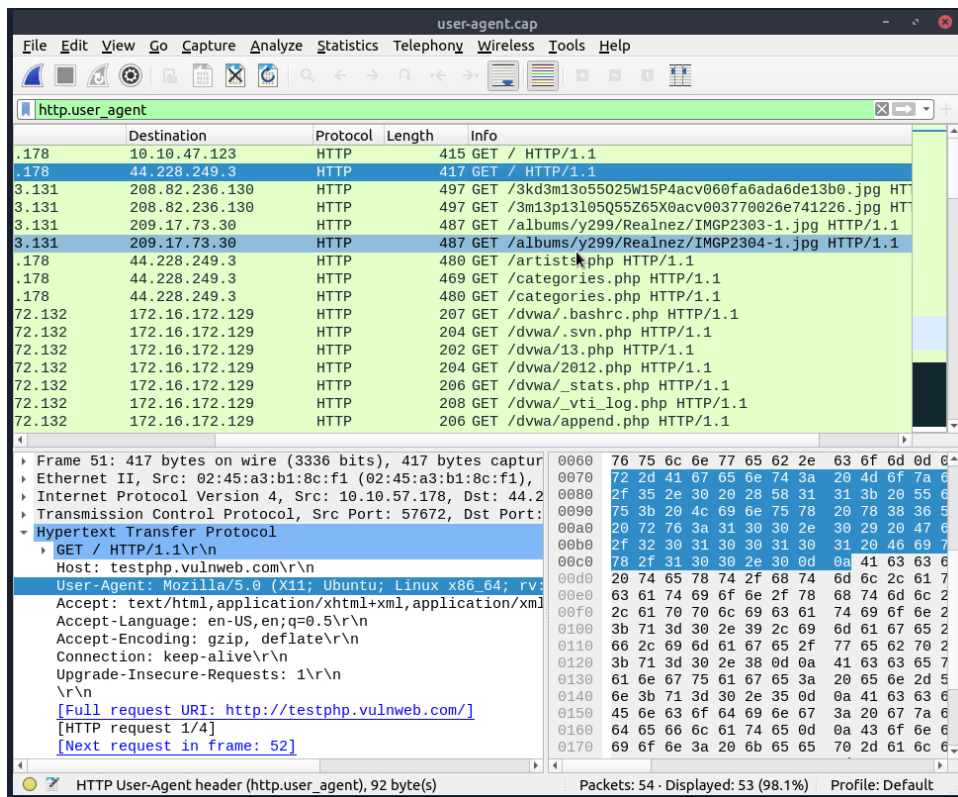 user-agent.cap
File Edit View Go Capture Analyze Statistics Telephony Wireless Tools Help
http.user_agent
Destination Protocol Length Info
.178 10.10.47.123 HTTP 415 GET / HTTP/1.1
.178 44.228.249.3 HTTP 417 GET / HTTP/1.1
3.131 208.82.236.130 HTTP 497 GET /3kd3m13o55O25W15P4acv060fa6ada6de13b0.jpg HTT
3.131 208.82.236.130 HTTP 497 GET /3m13p13l05Q55Z65X0acv003770026e741226.jpg HTT
3.131 209.17.73.30 HTTP 487 GET /albums/y299/Realnez/IMGP2303-1.jpg HTTP/1.1
3.131 209.17.73.30 HTTP 487 GET /albums/y299/Realnez/IMGP2304-1.jpg HTTP/1.1
.178 44.228.249.3 HTTP 480 GET /artists.php HTTP/1.1
.178 44.228.249.3 HTTP 469 GET /categories.php HTTP/1.1
.178 44.228.249.3 HTTP 480 GET /categories.php HTTP/1.1
72.132 172.16.172.129 HTTP 207 GET /dvwa/.bashrc.php HTTP/1.1
72.132 172.16.172.129 HTTP 204 GET /dvwa/.svn.php HTTP/1.1
72.132 172.16.172.129 HTTP 202 GET /dvwa/13.php HTTP/1.1
72.132 172.16.172.129 HTTP 204 GET /dvwa/2012.php HTTP/1.1
72.132 172.16.172.129 HTTP 206 GET /dvwa/_stats.php HTTP/1.1
72.132 172.16.172.129 HTTP 208 GET /dvwa/_vti_log.php HTTP/1.1
72.132 172.16.172.129 HTTP 206 GET /dvwa/append.php HTTP/1.1
Frame 51: 417 bytes on wire (3336 bits), 417 bytes captur
Ethernet II, Src: 02:45:a3:b1:8c:f1 (02:45:a3:b1:8c:f1),
Internet Protocol Version 4, Src: 10.10.57.178, Dst: 44.2
Transmission Control Protocol, Src Port: 57672, Dst Port:
Hypertext Transfer Protocol
GET / HTTP/1.1\r\n
Host: testphp.vulnweb.com\r\n
User-Agent: Mozilla/5.0 (X11; Ubuntu; Linux x86_64; rv:
Accept: text/html,application/xhtml+xml,application/xml
Accept-Language: en-US,en;q=0.5\r\n
Accept-Encoding: gzip, deflate\r\n
Connection: keep-alive\r\n
Upgrade-Insecure-Requests: 1\r\n
\r\n
[Full request URI: http://testphp.vulnweb.com/]
[HTTP request 1/4]
[Next request in frame: 52]
0060 76 75 6c 6e 77 65 62 2e 63 6f 6d 0d 0
0070 72 2d 41 67 65 6e 74 3a 20 4d 6f 7a 6
0080 2f 35 2e 30 20 28 58 31 31 3b 20 55 6
0090 75 3b 20 4c 69 6e 75 78 20 78 38 36 5
00a0 20 72 76 3a 31 30 30 2e 30 29 20 47 6
00b0 2f 32 30 31 30 30 31 30 31 20 46 69 7
00c0 78 2f 31 30 30 2e 30 0d 0a 41 63 63 6
00d0 20 74 65 78 74 2f 68 74 6d 6c 2c 61 7
00e0 63 61 74 69 6f 6e 2f 78 68 74 6d 6c 2
00f0 2c 61 70 70 6c 69 63 61 74 69 6f 6e 2
0100 3b 71 3d 30 2e 39 2c 69 6d 61 67 65 2
0110 66 2c 69 6d 61 67 65 2f 77 65 62 70 2
0120 3b 71 3d 30 2e 38 0d 0a 41 63 63 65 7
0130 61 6e 67 75 61 67 65 3a 20 65 6e 2d 5
0140 6e 3b 71 3d 30 2e 35 0d 0a 41 63 63 6
0150 45 6e 63 6f 64 69 6e 67 3a 20 67 7a 6
0160 64 65 66 6c 61 74 65 0d 0a 43 6f 6e 6
0170 69 6f 6e 3a 20 6b 65 65 70 2d 61 6c 6
HTTP User-Agent header (http.user_agent), 92 byte(s) Packets: 54 · Displayed: 53 (98.1%) Profile: Default